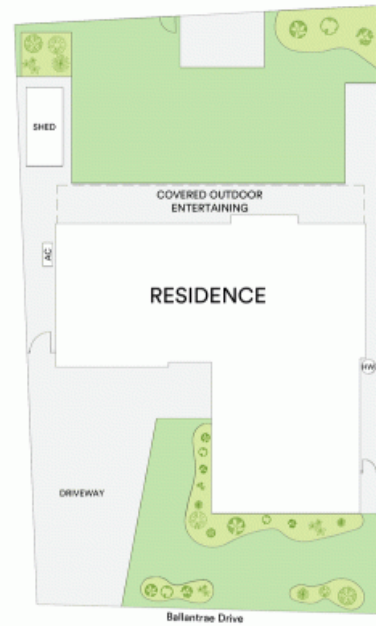 SHED
COVERED OUTDOOR
ENTERTAINING
AC
RESIDENCE
HW
DRIVEWAY
Ballantrae Drive